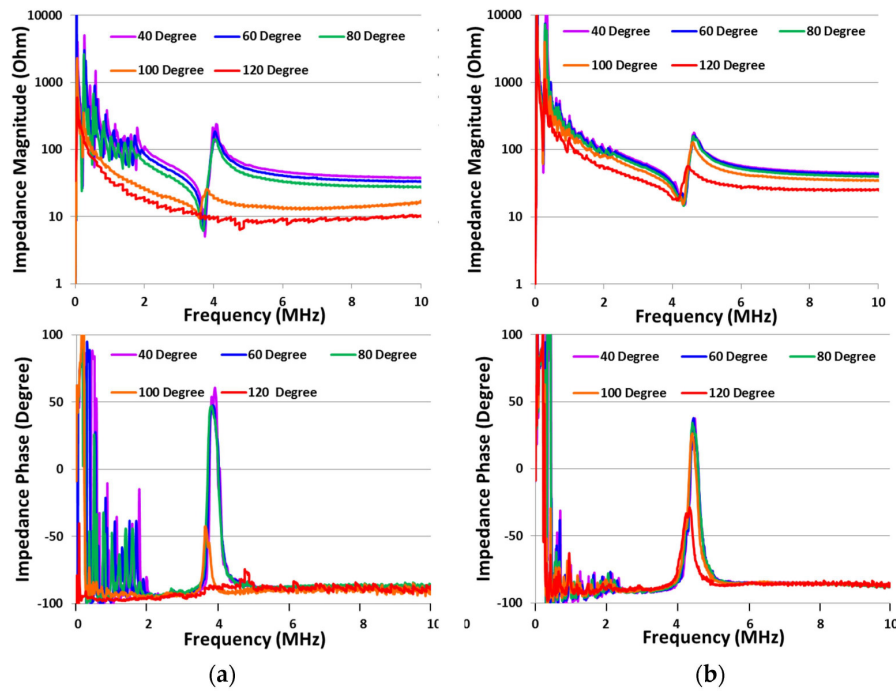 10000
1000
100
10
1
Impedance Magnitude (Ohm)
40 Degree 60 Degree 80 Degree
100 Degree 120 Degree
0 2 4 6 8 10
Frequency (MHz)
10000
1000
100
10
1
Impedance Magnitude (Ohm)
40 Degree 60 Degree 80 Degree
100 Degree 120 Degree
0 2 4 6 8 10
Frequency (MHz)
100
50
0
-50
-100
Impedance Phase (Degree)
40 Degree 60 Degree 80 Degree
100 Degree 120 Degree
0 2 4 6 8 10
Frequency (MHz)
(a)
0
100
50
0
-50
-100
Impedance Phase (Degree)
40 Degree 60 Degree 80 Degree
100 Degree 120 Degree
0 2 4 6 8 10
Frequency (MHz)
(b)